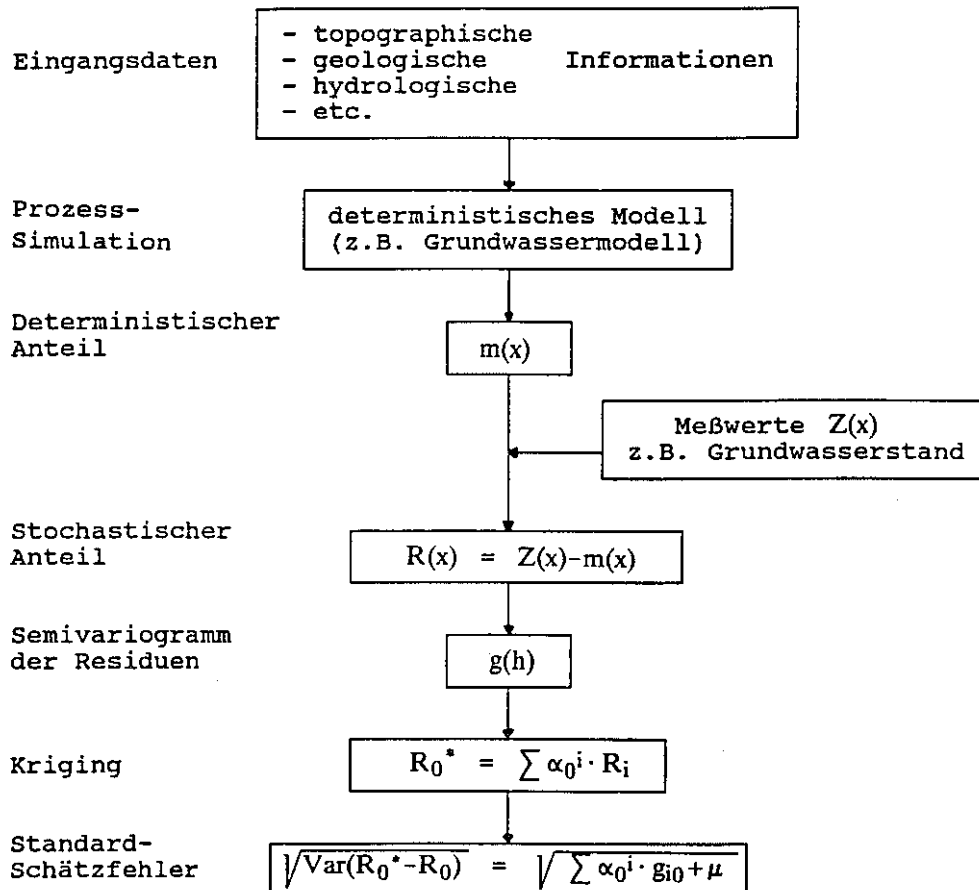 Eingangsdaten
- topographische
- geologische Informationen
- hydrologische
- etc.
Prozess-
Simulation
deterministisches Modell
(z.B. Grundwassermodell)
Deterministischer
Anteil
m(x)
Meßwerte Z(x)
z.B. Grundwasserstand
Stochastischer
Anteil
R(x) = Z(x)-m(x)
Semivariogramm
der Residuen
g(h)
Kriging
R₀* = ∑ α₀ⁱ · Rᵢ
Standard-
Schätzfehler
√Var(R₀*-R₀) = √∑ α₀ⁱ · gᵢ₀ + μ